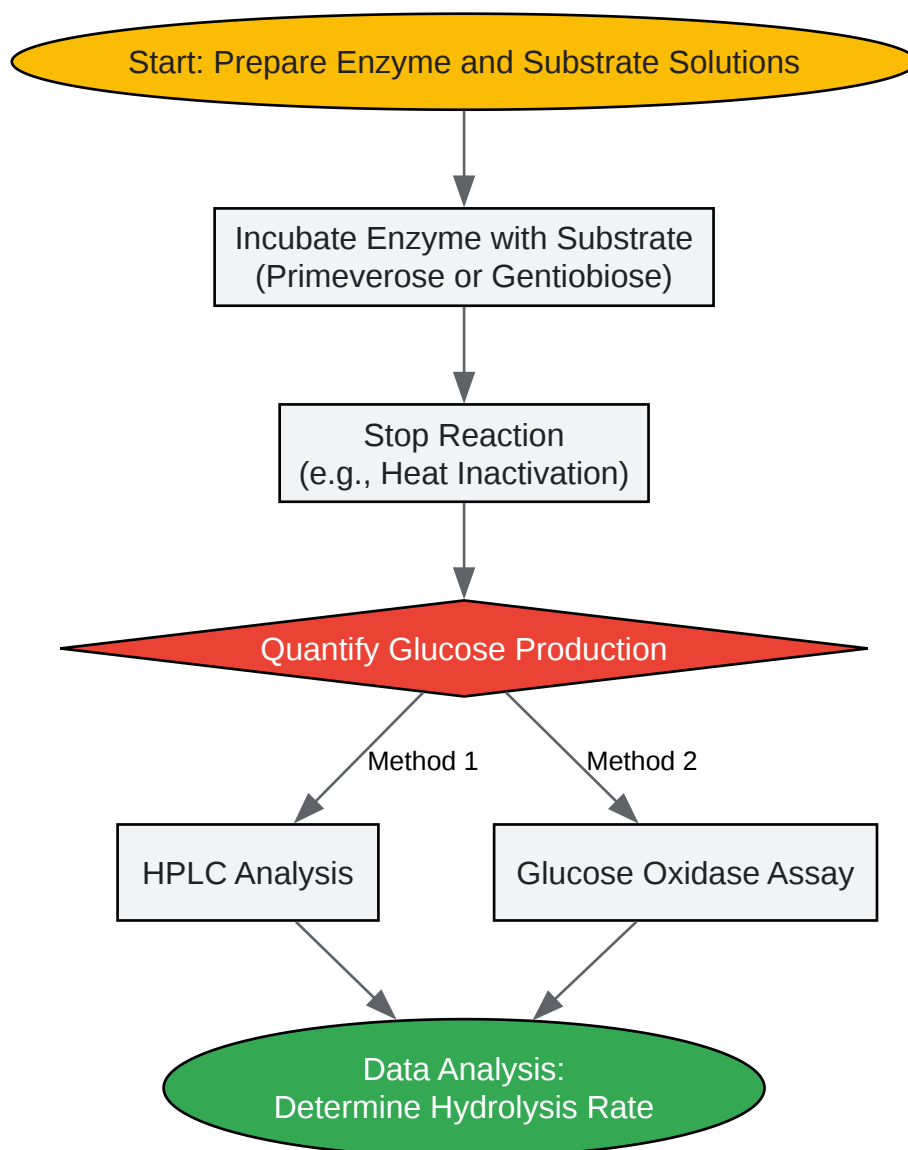 Start: Prepare Enzyme and Substrate Solutions
Incubate Enzyme with Substrate
(Primeverose or Gentiobiose)
Stop Reaction
(e.g., Heat Inactivation)
Quantify Glucose Production
Method 1
Method 2
HPLC Analysis
Glucose Oxidase Assay
Data Analysis:
Determine Hydrolysis Rate